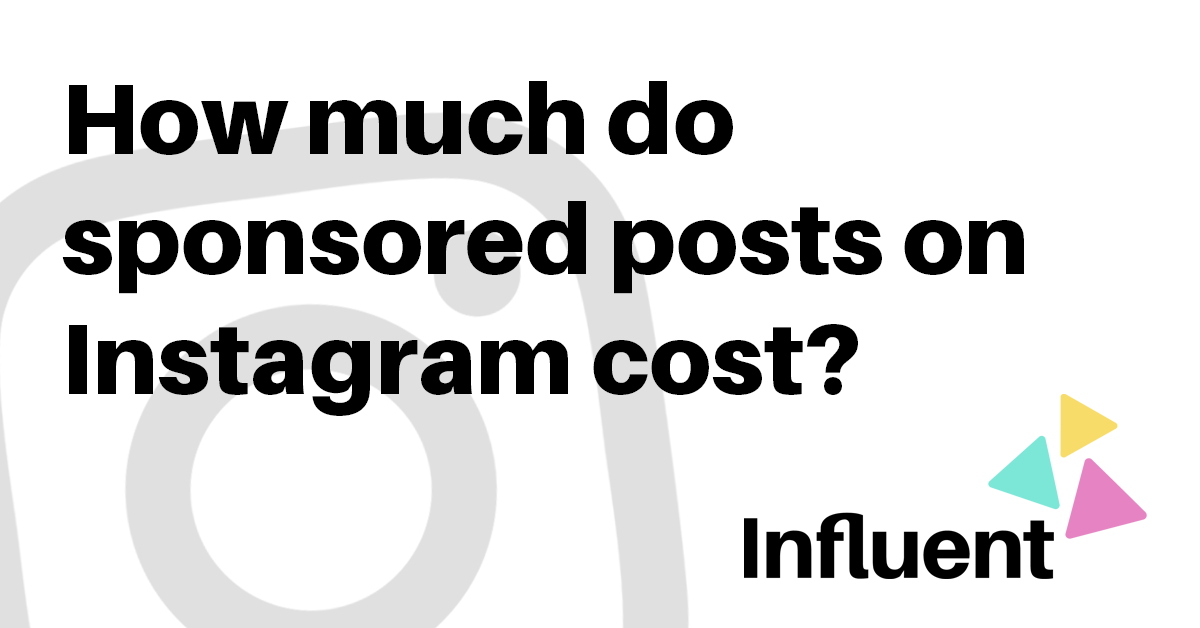 How much do
sponsored posts on
Instagram cost?
Influent